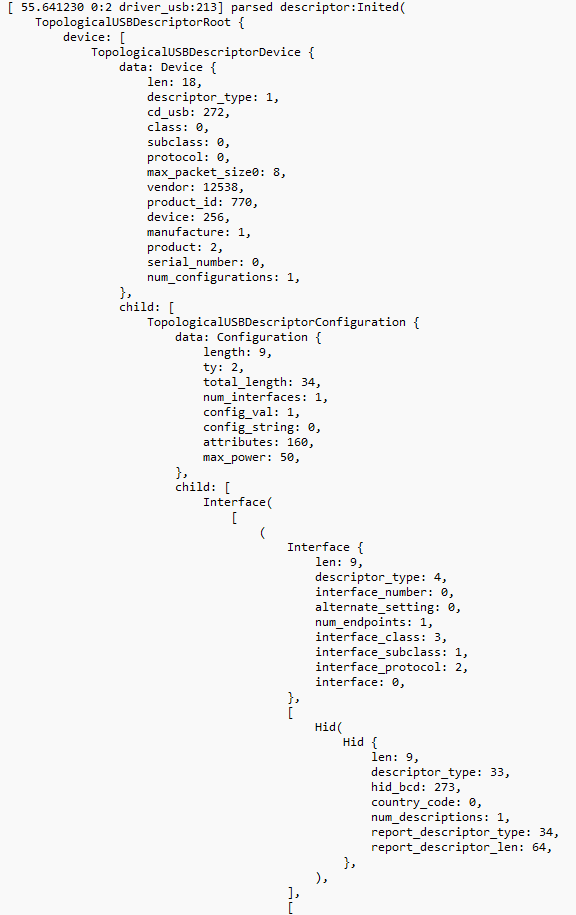 [ 55.641230 0:2 driver_usb:213] parsed descriptor:Inited(
TopologicalUSBDescriptorRoot {
device: [
TopologicalUSBDescriptorDevice {
data: Device {
len: 18,
descriptor_type: 1,
cd_usb: 272,
class: 0,
subclass: 0,
protocol: 0,
max_packet_size0: 8,
vendor: 12538,
product_id: 770,
device: 256,
manufacture: 1,
product: 2,
serial_number: 0,
num_configurations: 1,
},
child: [
TopologicalUSBDescriptorConfiguration {
data: Configuration {
length: 9,
ty: 2,
total_length: 34,
num_interfaces: 1,
config_val: 1,
config_string: 0,
attributes: 160,
max_power: 50,
},
child: [
Interface(
[
(
Interface {
len: 9,
descriptor_type: 4,
interface_number: 0,
alternate_setting: 0,
num_endpoints: 1,
interface_class: 3,
interface_subclass: 1,
interface_protocol: 2,
interface: 0,
},
[
Hid(
Hid {
len: 9,
descriptor_type: 33,
hid_bcd: 273,
country_code: 0,
num_descriptions: 1,
report_descriptor_type: 34,
report_descriptor_len: 64,
},
),
],
[